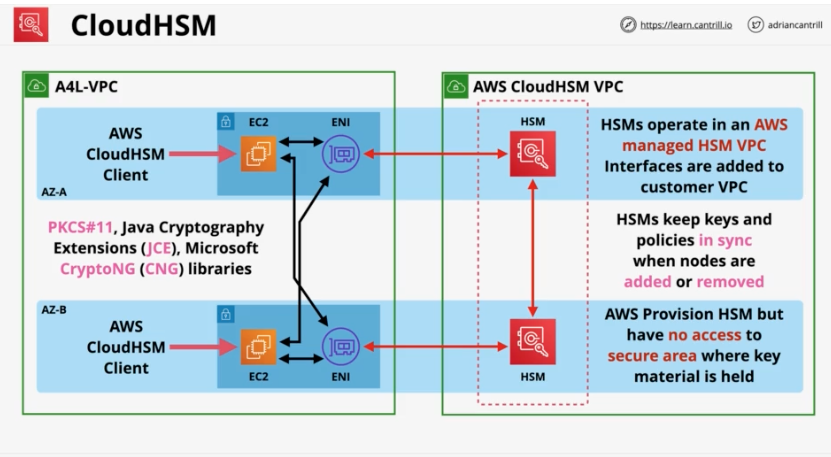 CloudHSM
https://learn.cantrill.io
adriancantrill
A4L-VPC
AWS
CloudHSM
Client
EC2
ENI
AZ-A
PKCS#11, Java Cryptography
Extensions (JCE), Microsoft
CryptoNG (CNG) libraries
AZ-B
AWS
CloudHSM
Client
EC2
ENI
AWS CloudHSM VPC
HSM
HSMs operate in an AWS
managed HSM VPC
Interfaces are added to
customer VPC
HSMs keep keys and
policies in sync
when nodes are
added or removed
HSM
AWS Provision HSM but
have no access to
secure area where key
material is held